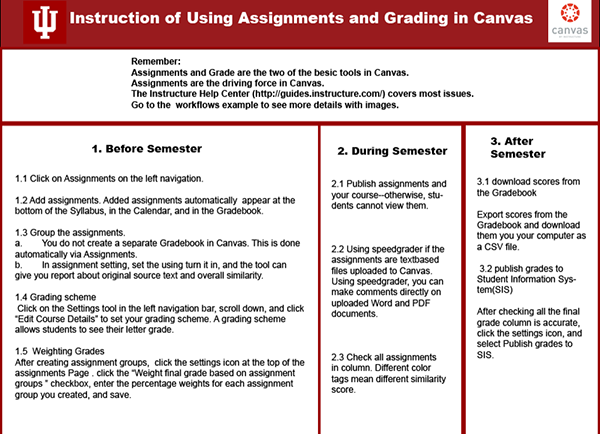 Instruction of Using Assignments and Grading in Canvas
canvas
Remember:
Assignments and Grade are the two of the besic tools in Canvas.
Assignments are the driving force in Canvas.
The Instructure Help Center (http://guides.instructure.com/) covers most issues.
Go to the workflows example to see more details with images.
1. Before Semester
1.1 Click on Assignments on the left navigation.
1.2 Add assignments. Added assignments automatically appear at the
bottom of the Syllabus, in the Calendar, and in the Gradebook.
1.3 Group the assignments.
a. You do not create a separate Gradebook in Canvas. This is done
automatically via Assignments.
b. In assignment setting, set the using turn it in, and the tool can
give you report about original source text and overall similarity.
1.4 Grading scheme
Click on the Settings tool in the left navigation bar, scroll down, and click
“Edit Course Details” to set your grading scheme. A grading scheme
allows students to see their letter grade.
1.5 Weighting Grades
After creating assignment groups, click the settings icon at the top of the
assignments Page . click the “Weight final grade based on assignment
groups ” checkbox, enter the percentage weights for each assignment
group you created, and save.
2. During Semester
2.1 Publish assignments and
your course--otherwise, stu-
dents cannot view them.
2.2 Using speedgrader if the
assignments are textbased
files uploaded to Canvas.
Using speedgrader, you can
make comments directly on
uploaded Word and PDF
documents.
2.3 Check all assignments
in column. Different color
tags mean different similarity
score.
3. After
Semester
3.1 download scores from
the Gradebook
Export scores from the
Gradebook and download
them you your computer as
a CSV file.
3.2 publish grades to
Student Information Sys-
tem(SIS)
After checking all the final
grade column is accurate,
click the settings icon, and
select Publish grades to
SIS.